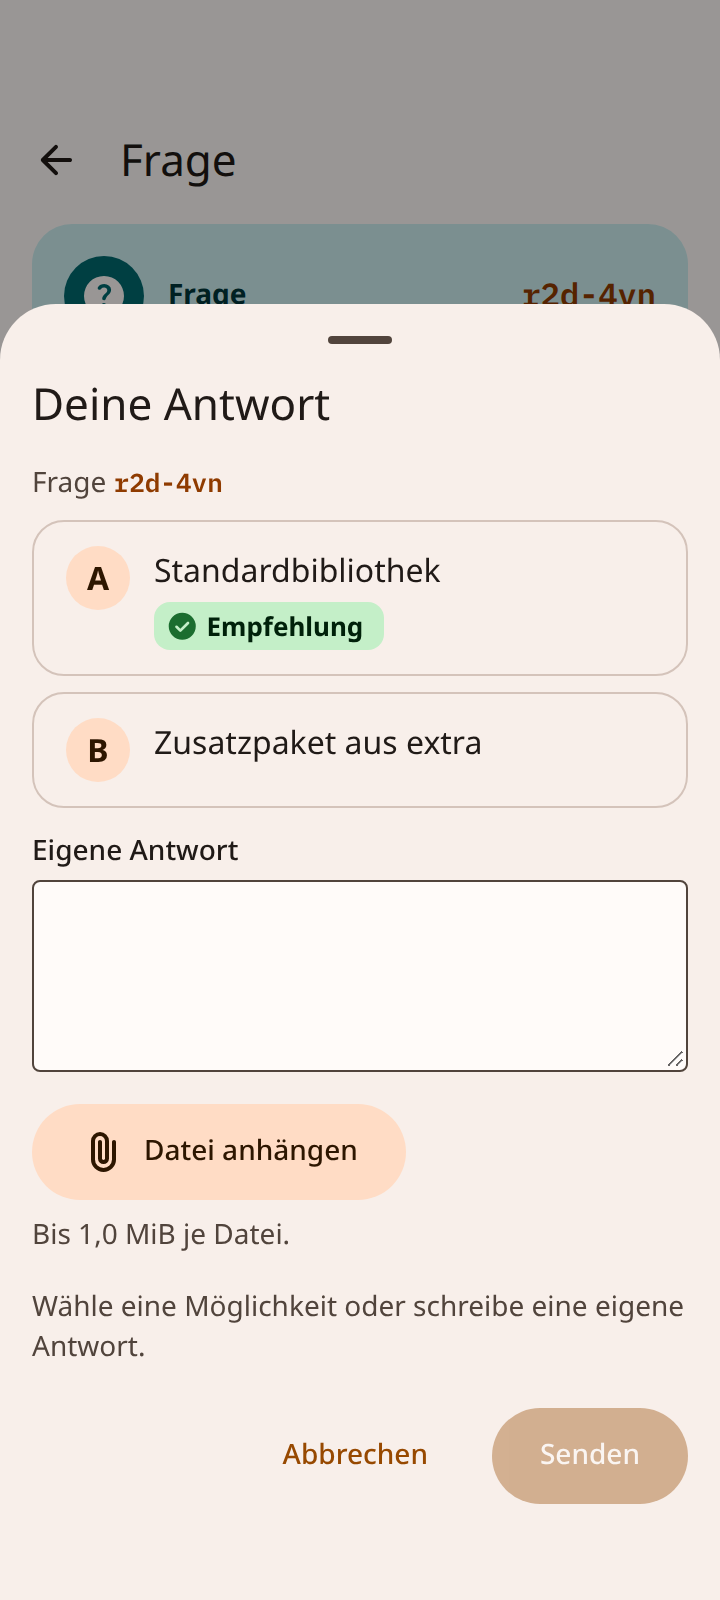 Frage
Frage r2d-4vn
Deine Antwort
Frage r2d-4vn
A Standardbibliothek
Empfehlung
B Zusatzpaket aus extra
Eigene Antwort
Datei anhängen
Bis 1,0 MiB je Datei.
Wähle eine Möglichkeit oder schreibe eine eigene
Antwort.
Abbrechen Senden